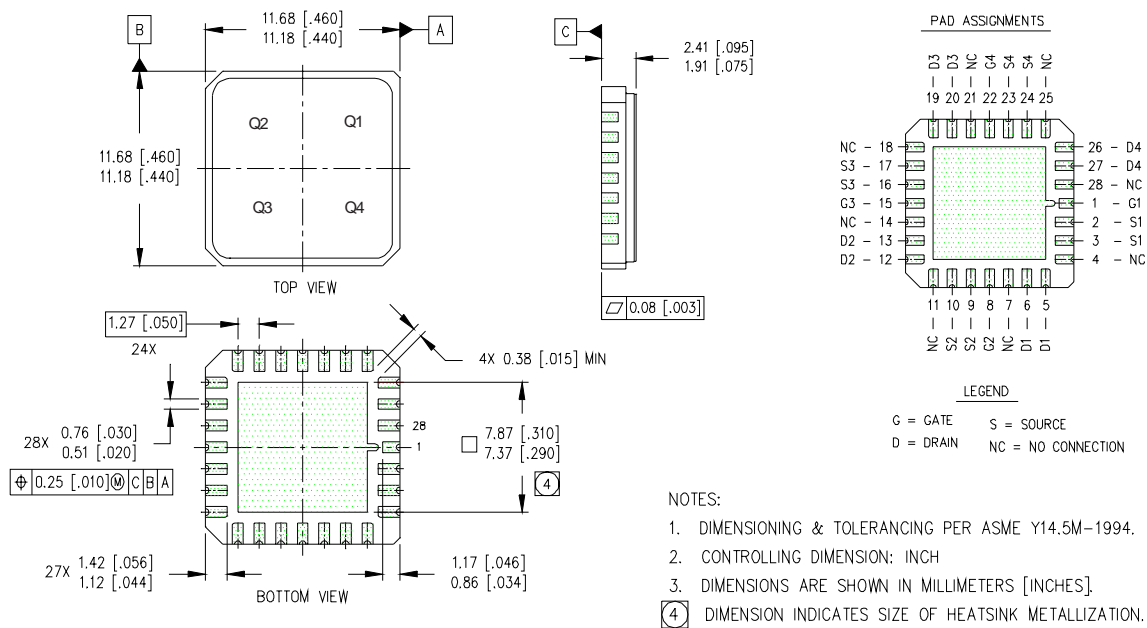 B
11.68 [.460]
11.18 [.440]
A
11.68 [.460]
11.18 [.440]
Q2
Q1
Q3
Q4
TOP VIEW
C
2.41 [.095]
1.91 [.075]
0.08 [.003]
PAD ASSIGNMENTS
D3
D3
NC
G4
S4
S4
NC
19
20
21
22
23
24
25
NC - 18
S3 - 17
S3 - 16
G3 - 15
NC - 14
D2 - 13
D2 - 12
26 - D4
27 - D4
28 - NC
1 - G1
2 - S1
3 - S1
4 - NC
11
10
9
8
7
6
5
NC
S2
S2
G2
NC
D1
D1
1.27 [.050]
24X
4X 0.38 [.015] MIN
28X 0.76 [.030]
0.51 [.020]
⌖ 0.25 [.010] Ⓜ C B A
28
1
7.87 [.310]
7.37 [.290]
4
27X 1.42 [.056]
1.12 [.044]
1.17 [.046]
0.86 [.034]
BOTTOM VIEW
LEGEND
G = GATE
S = SOURCE
D = DRAIN
NC = NO CONNECTION
NOTES:
1. DIMENSIONING & TOLERANCING PER ASME Y14.5M-1994.
2. CONTROLLING DIMENSION: INCH
3. DIMENSIONS ARE SHOWN IN MILLIMETERS [INCHES].
4 DIMENSION INDICATES SIZE OF HEATSINK METALLIZATION.